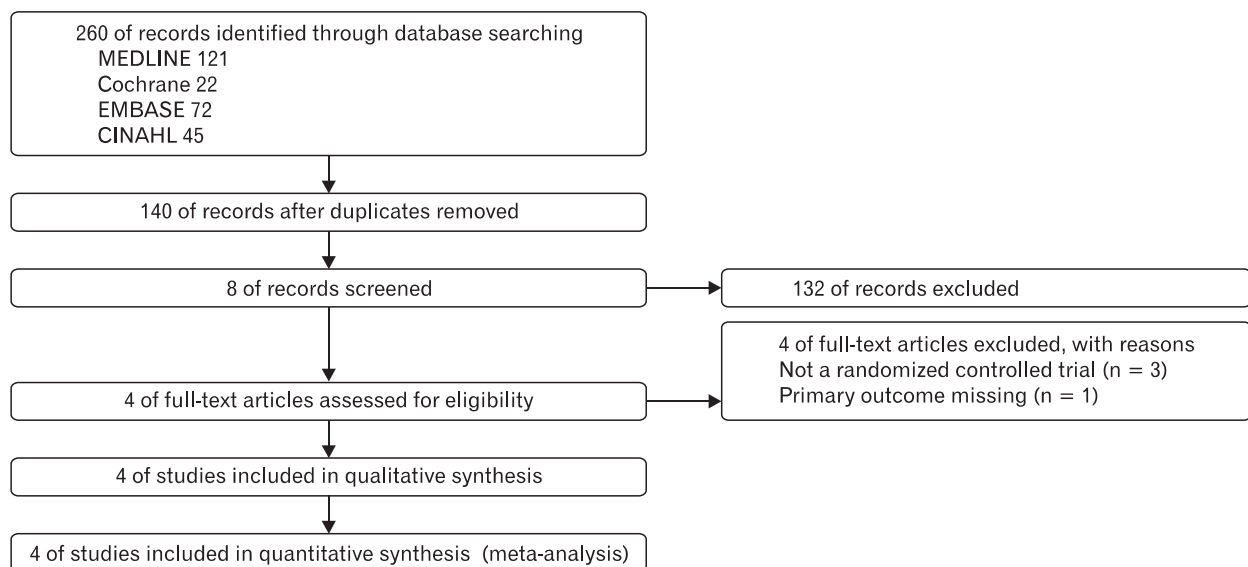 260 of records identified through database searching
MEDLINE 121
Cochrane 22
EMBASE 72
CINAHL 45
140 of records after duplicates removed
8 of records screened
132 of records excluded
4 of full-text articles excluded, with reasons
Not a randomized controlled trial (n = 3)
Primary outcome missing (n = 1)
4 of full-text articles assessed for eligibility
4 of studies included in qualitative synthesis
4 of studies included in quantitative synthesis (meta-analysis)